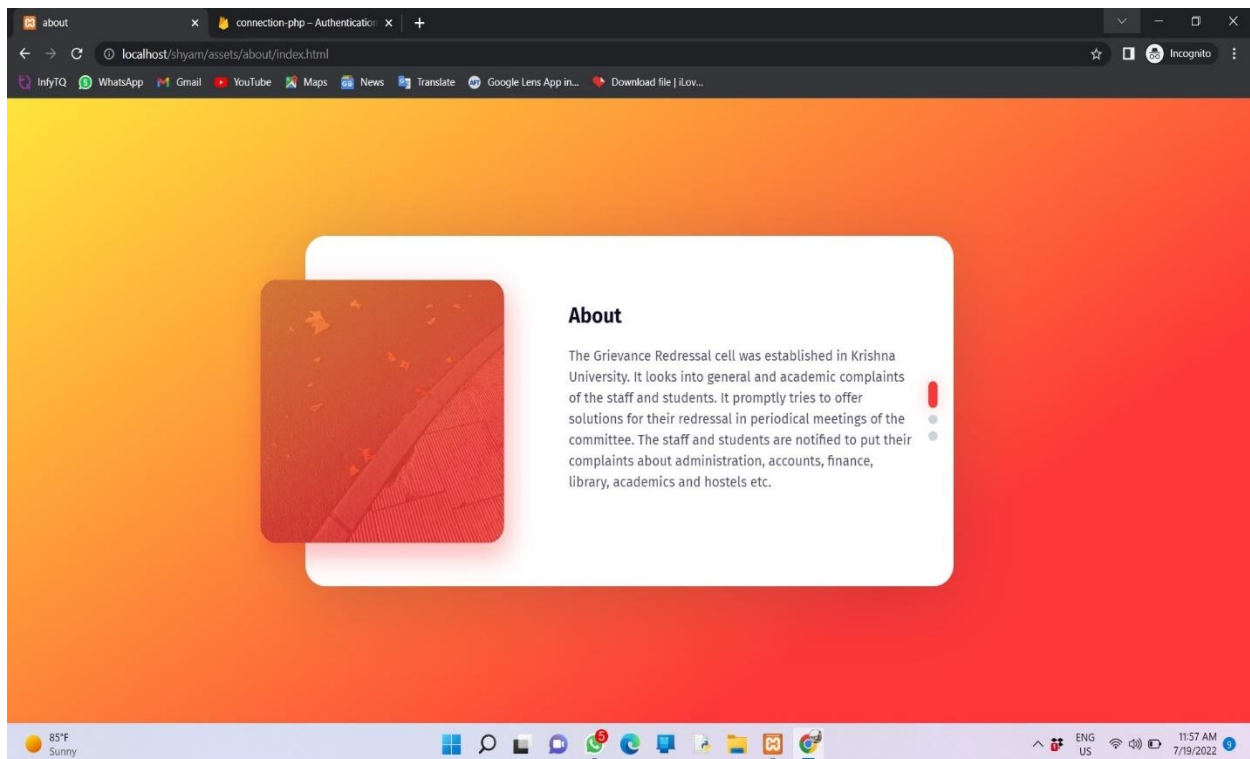 about
connection-php – Authentication
localhost/shyam/assets/about/index.html
Incognito
InfyTQ WhatsApp Gmail YouTube Maps News Translate Google Lens App in... Download file | iLov...
About
The Grievance Redressal cell was established in Krishna
University. It looks into general and academic complaints
of the staff and students. It promptly tries to offer
solutions for their redressal in periodical meetings of the
committee. The staff and students are notified to put their
complaints about administration, accounts, finance,
library, academics and hostels etc.
85°F
Sunny
5
ENG
US
11:57 AM
7/19/2022
9